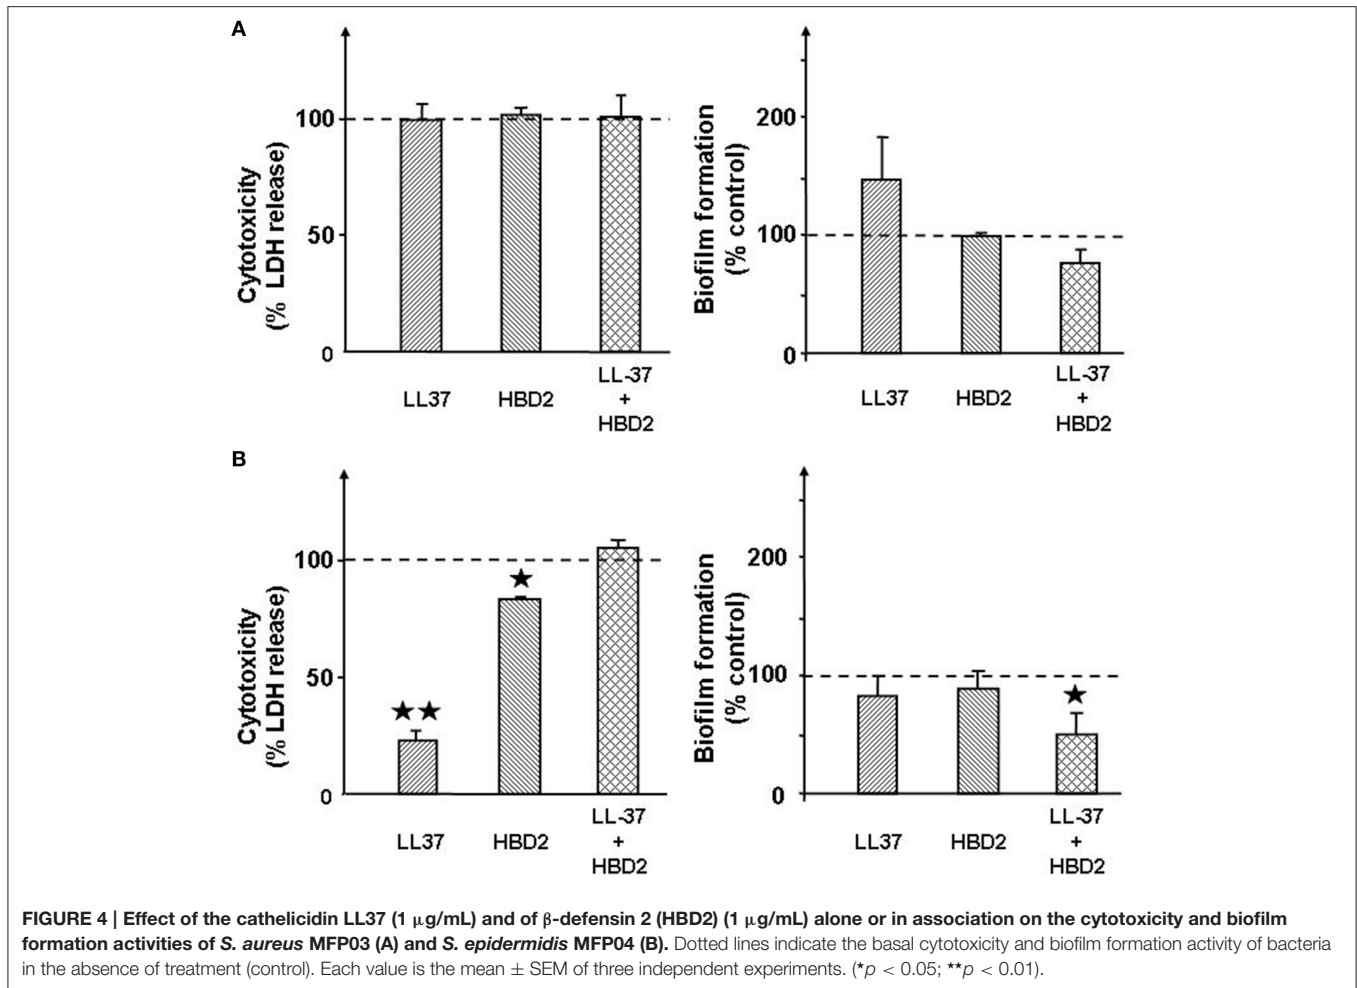 A
Cytotoxicity
(% LDH release)
100
50
0
LL37
HBD2
LL-37
+
HBD2
Biofilm formation
(% control)
200
100
0
LL37
HBD2
LL-37
+
HBD2
B
Cytotoxicity
(% LDH release)
100
50
0
★★
★
LL37
HBD2
LL-37
+
HBD2
Biofilm formation
(% control)
200
100
0
★
LL37
HBD2
LL-37
+
HBD2
FIGURE 4 | Effect of the cathelicidin LL37 (1 μg/mL) and of β-defensin 2 (HBD2) (1 μg/mL) alone or in association on the cytotoxicity and biofilm
formation activities of S. aureus MFP03 (A) and S. epidermidis MFP04 (B). Dotted lines indicate the basal cytotoxicity and biofilm formation activity of bacteria
in the absence of treatment (control). Each value is the mean ± SEM of three independent experiments. (★p < 0.05; ★★p < 0.01).